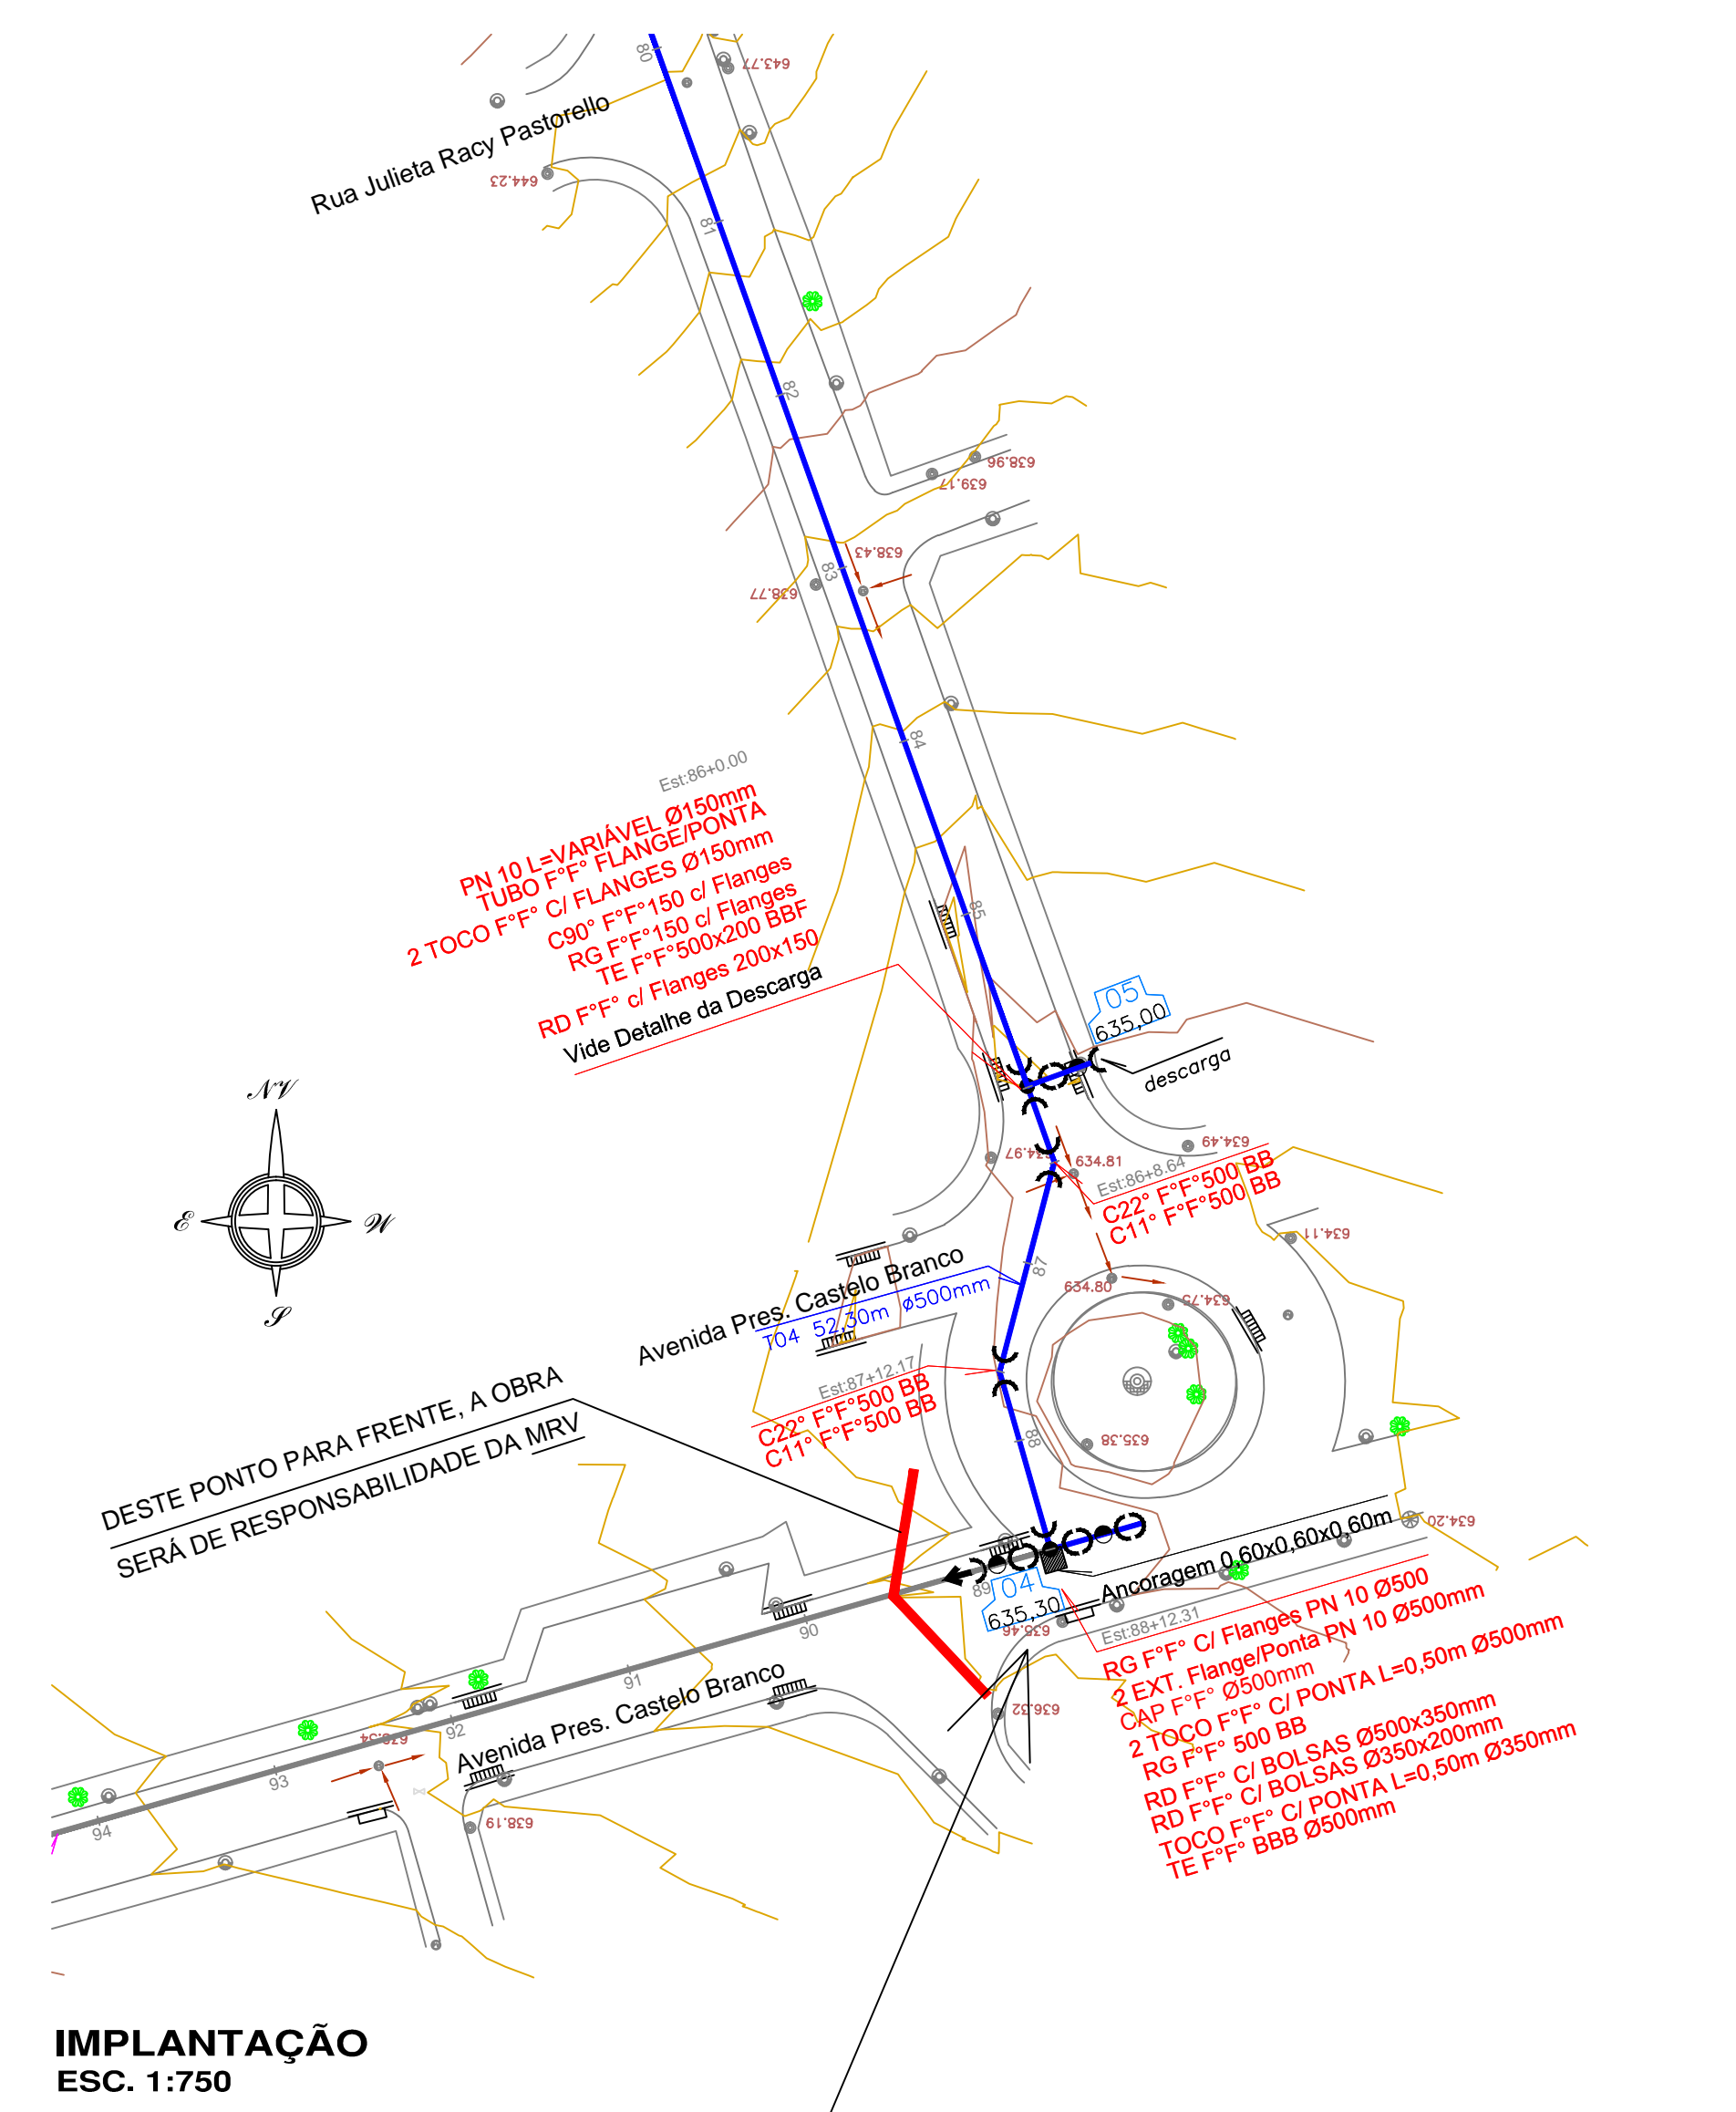 80
643.77
Rua Julieta Racy Pastorello
644.23
81
82
638.96
639.17
638.43
83
638.77
84
Est:86+0.00
PN 10 L=VARIÁVEL Ø150mm
TUBO F°F° FLANGE/PONTA
2 TOCO F°F° C/ FLANGES Ø150mm
C90° F°F°150 c/ Flanges
RG F°F°150 c/ Flanges
TE F°F°500x200 BBF
RD F°F° c/ Flanges 200x150
Vide Detalhe da Descarga
85
05
635,00
descarga
N
E
W
S
634.97
634.81
634.49
Est:86+8.64
C22° F°F°500 BB
C11° F°F°500 BB
634.11
87
634.80
634.75
Avenida Pres. Castelo Branco
T04 52,30m ø500mm
Est:87+12.17
C22° F°F°500 BB
C11° F°F°500 BB
88
635.38
DESTE PONTO PARA FRENTE, A OBRA
SERÁ DE RESPONSABILIDADE DA MRV
634.20
Ancoragem 0,60x0,60x0,60m
89
04
635,30
635.46
Est:88+12.31
RG F°F° C/ Flanges PN 10 Ø500
2 EXT. Flange/Ponta PN 10 Ø500mm
CAP F°F° Ø500mm
2 TOCO F°F° C/ PONTA L=0,50m Ø500mm
RG F°F° 500 BB
RD F°F° C/ BOLSAS Ø500x350mm
RD F°F° C/ BOLSAS Ø350x200mm
TOCO F°F° C/ PONTA L=0,50m Ø350mm
TE F°F° BBB Ø500mm
90
91
Avenida Pres. Castelo Branco
636.32
92
93
638.19
94
IMPLANTAÇÃO
ESC. 1:750